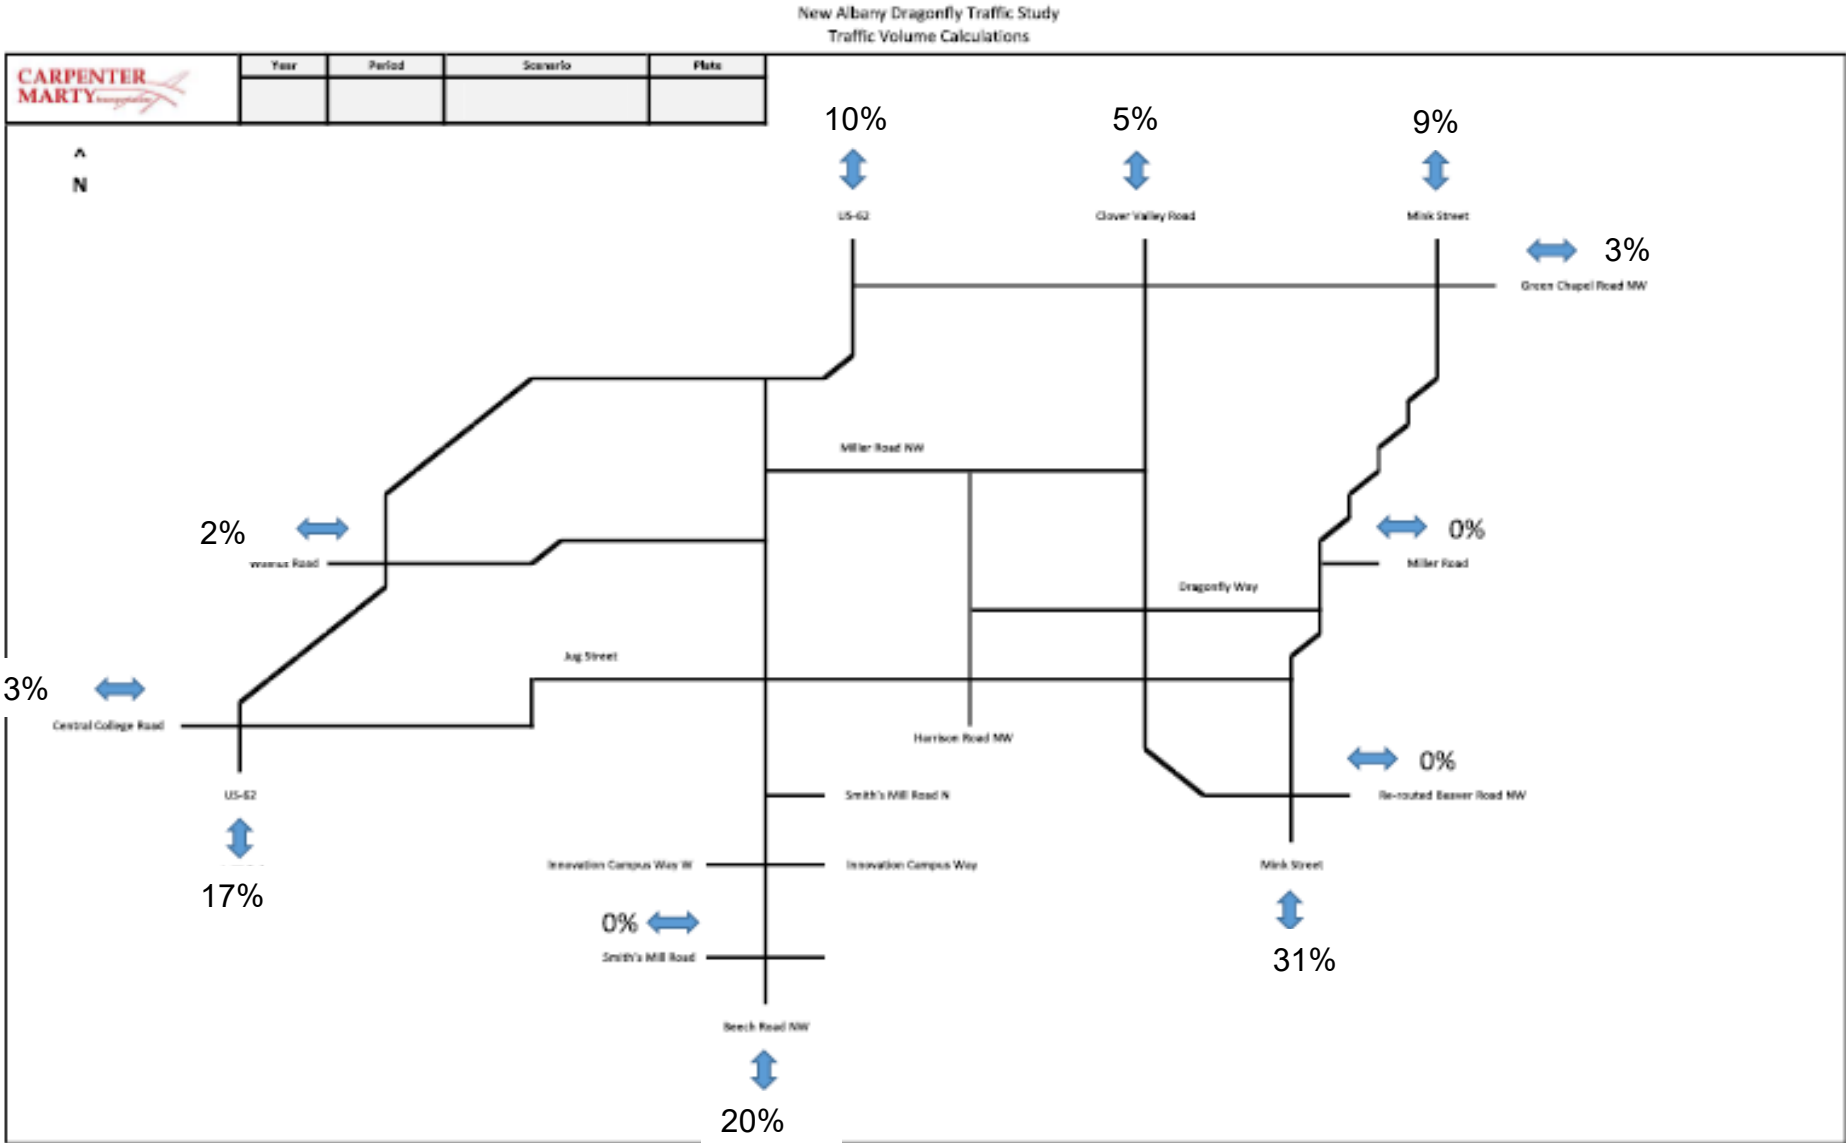 New Albany Dragonfly Traffic Study
Traffic Volume Calculations
CARPENTER
MARTY
Year Period Scenario Plate
^
N
10% 5% 9%
US-62 Clover Valley Road Mink Street
3%
Green Chapel Road NW
Miller Road NW
2%
0%
Road
Miller Road
Dragonfly Way
Jug Street
3%
Central College Road
Harrison Road NW
0%
US-62
Smith's Mill Road N
Re-routed Beaver Road NW
Innovation Campus Way W Innovation Campus Way
Mink Street
17%
0%
Smith's Mill Road
31%
Beech Road NW
20%